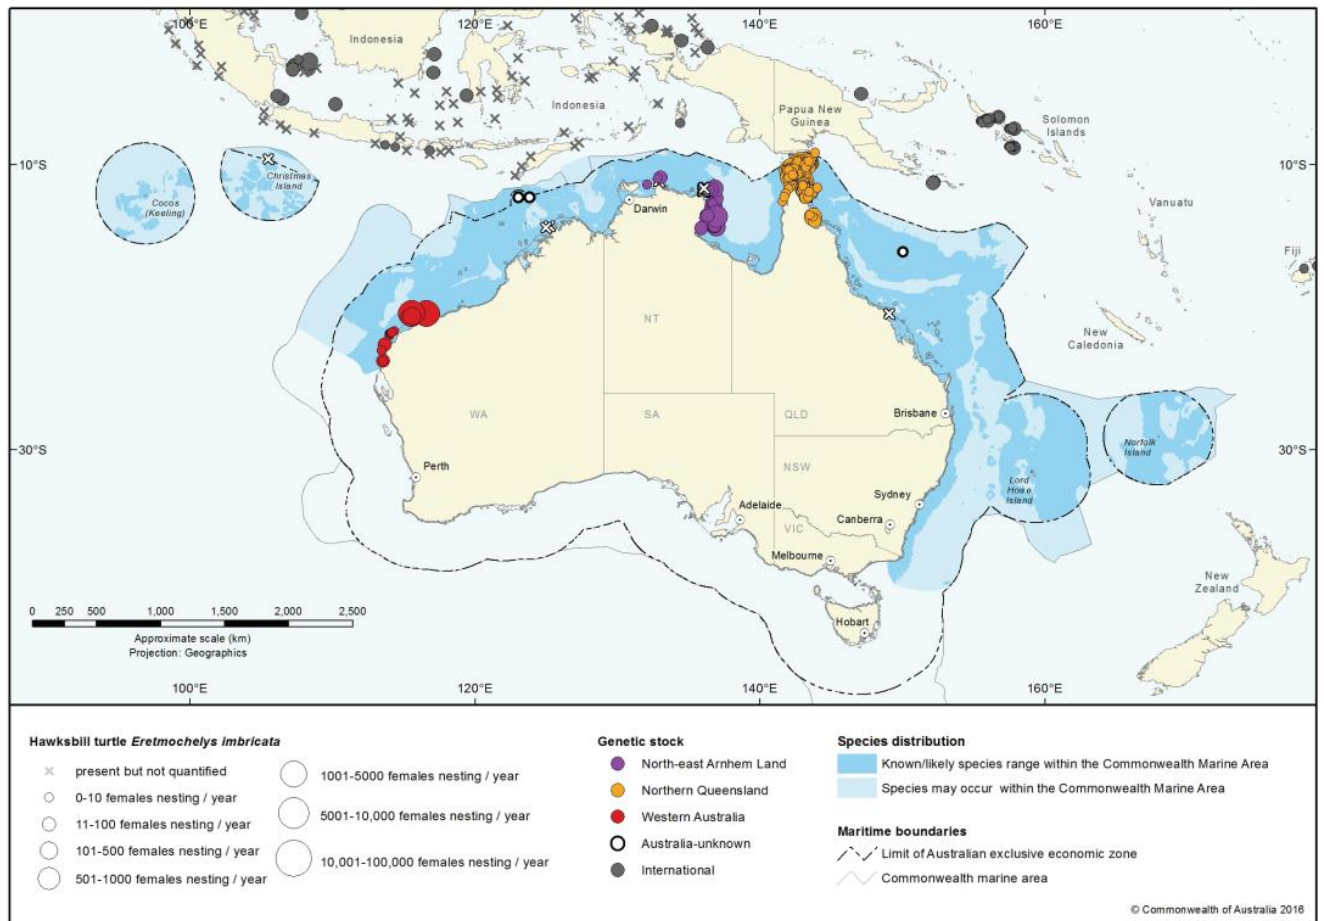 100°E
120°E
140°E
160°E
Indonesia
Indonesia
Papua New
Guinea
Solomon
Islands
10°S
10°S
Christmas
Island
Cocos
(Keeling)
Darwin
Vanuatu
Fiji
New
Caledonia
NT
WA
SA
QLD
Brisbane
30°S
30°S
Norfolk
Island
NSW
Perth
Lord
Howe
Island
Adelaide
Sydney
Canberra
VIC
Melbourne
New
Zealand
Hobart
0 250 500 1,000 1,500 2,000 2,500
Approximate scale (km)
Projection: Geographics
100°E
120°E
140°E
160°E
Hawksbill turtle Eretmochelys imbricata
present but not quantified
0-10 females nesting / year
11-100 females nesting / year
101-500 females nesting / year
501-1000 females nesting / year
1001-5000 females nesting / year
5001-10,000 females nesting / year
10,001-100,000 females nesting / year
Genetic stock
North-east Arnhem Land
Northern Queensland
Western Australia
Australia-unknown
International
Species distribution
Known/likely species range within the Commonwealth Marine Area
Species may occur within the Commonwealth Marine Area
Maritime boundaries
Limit of Australian exclusive economic zone
Commonwealth marine area
© Commonwealth of Australia 2016